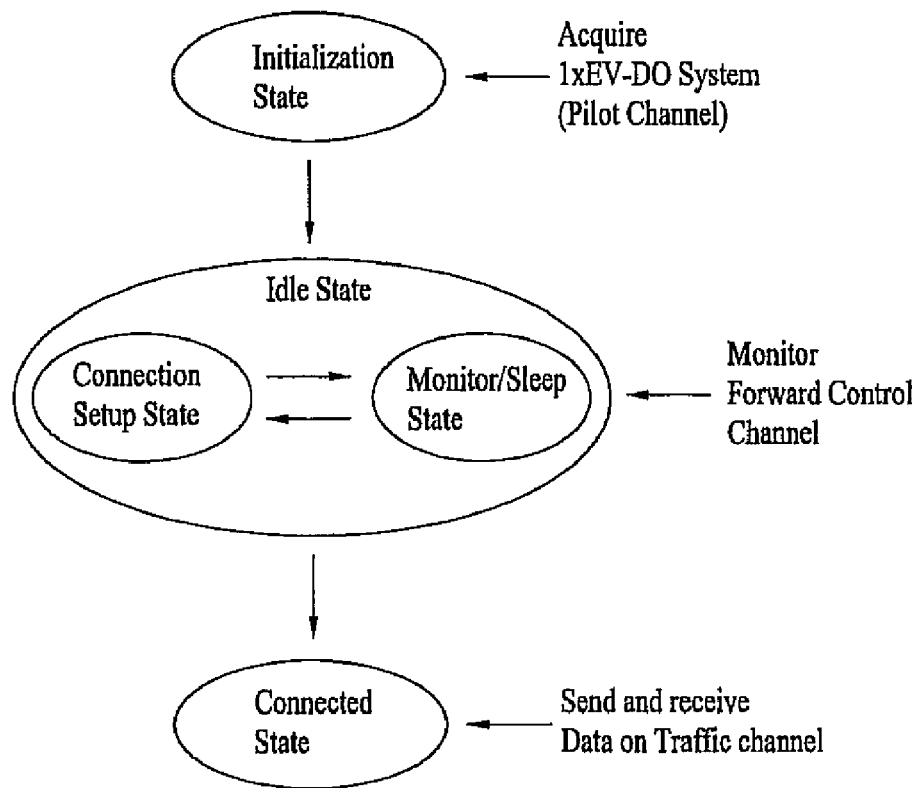 Initialization
State
Acquire
1xEV-DO System
(Pilot Channel)
Idle State
Connection
Setup State
Monitor/Sleep
State
Monitor
Forward Control
Channel
Connected
State
Send and receive
Data on Traffic channel